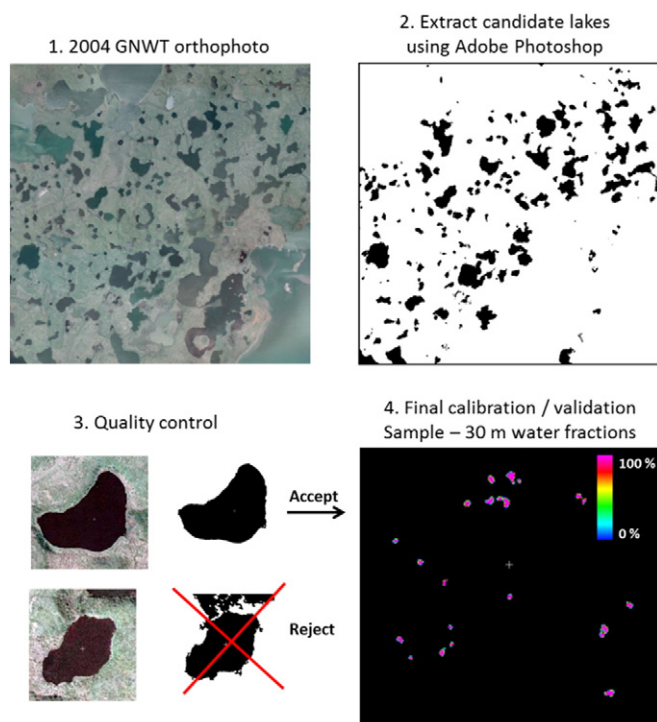 1. 2004 GNWT orthophoto
2. Extract candidate lakes
using Adobe Photoshop
3. Quality control
4. Final calibration / validation
Sample – 30 m water fractions
Accept
Reject
100 %
0 %